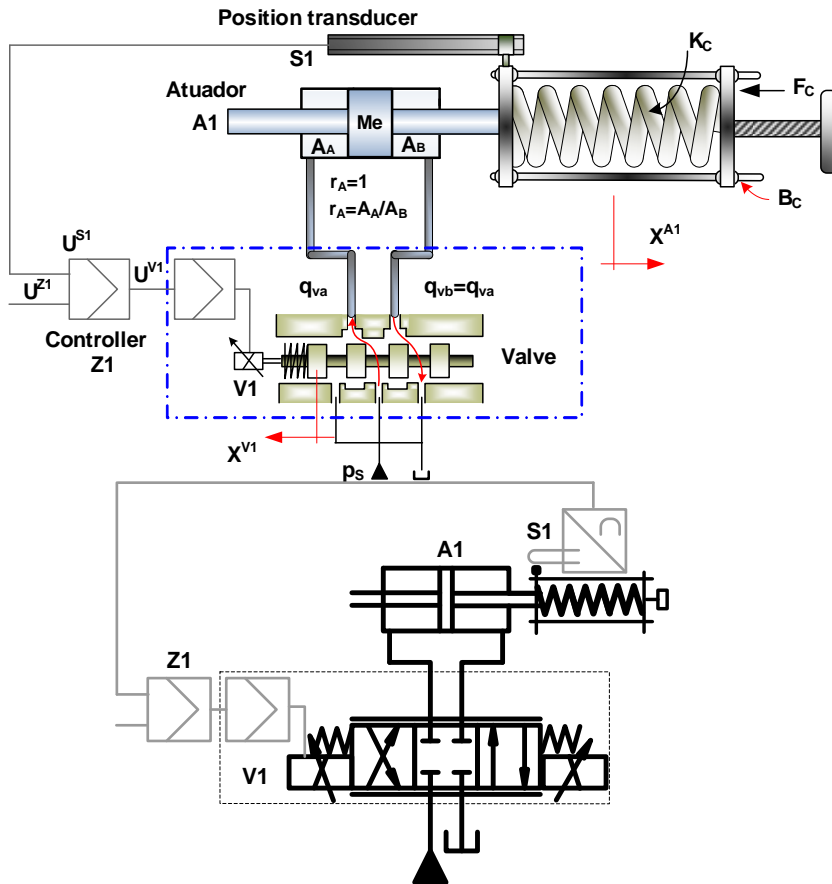 Position transducer
S1
K_C
Atuador
A1
Me
F_C
A_A
A_B
r_A=1
r_A=A_A/A_B
B_C
X^A1
U^S1
U^V1
U^Z1
q_va
q_vb=q_va
Controller
Z1
Valve
V1
X^V1
p_S
S1
A1
Z1
V1